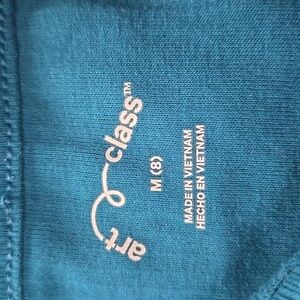 art class™
M (8)
MADE IN VIETNAM
HECHO EN VIETNAM